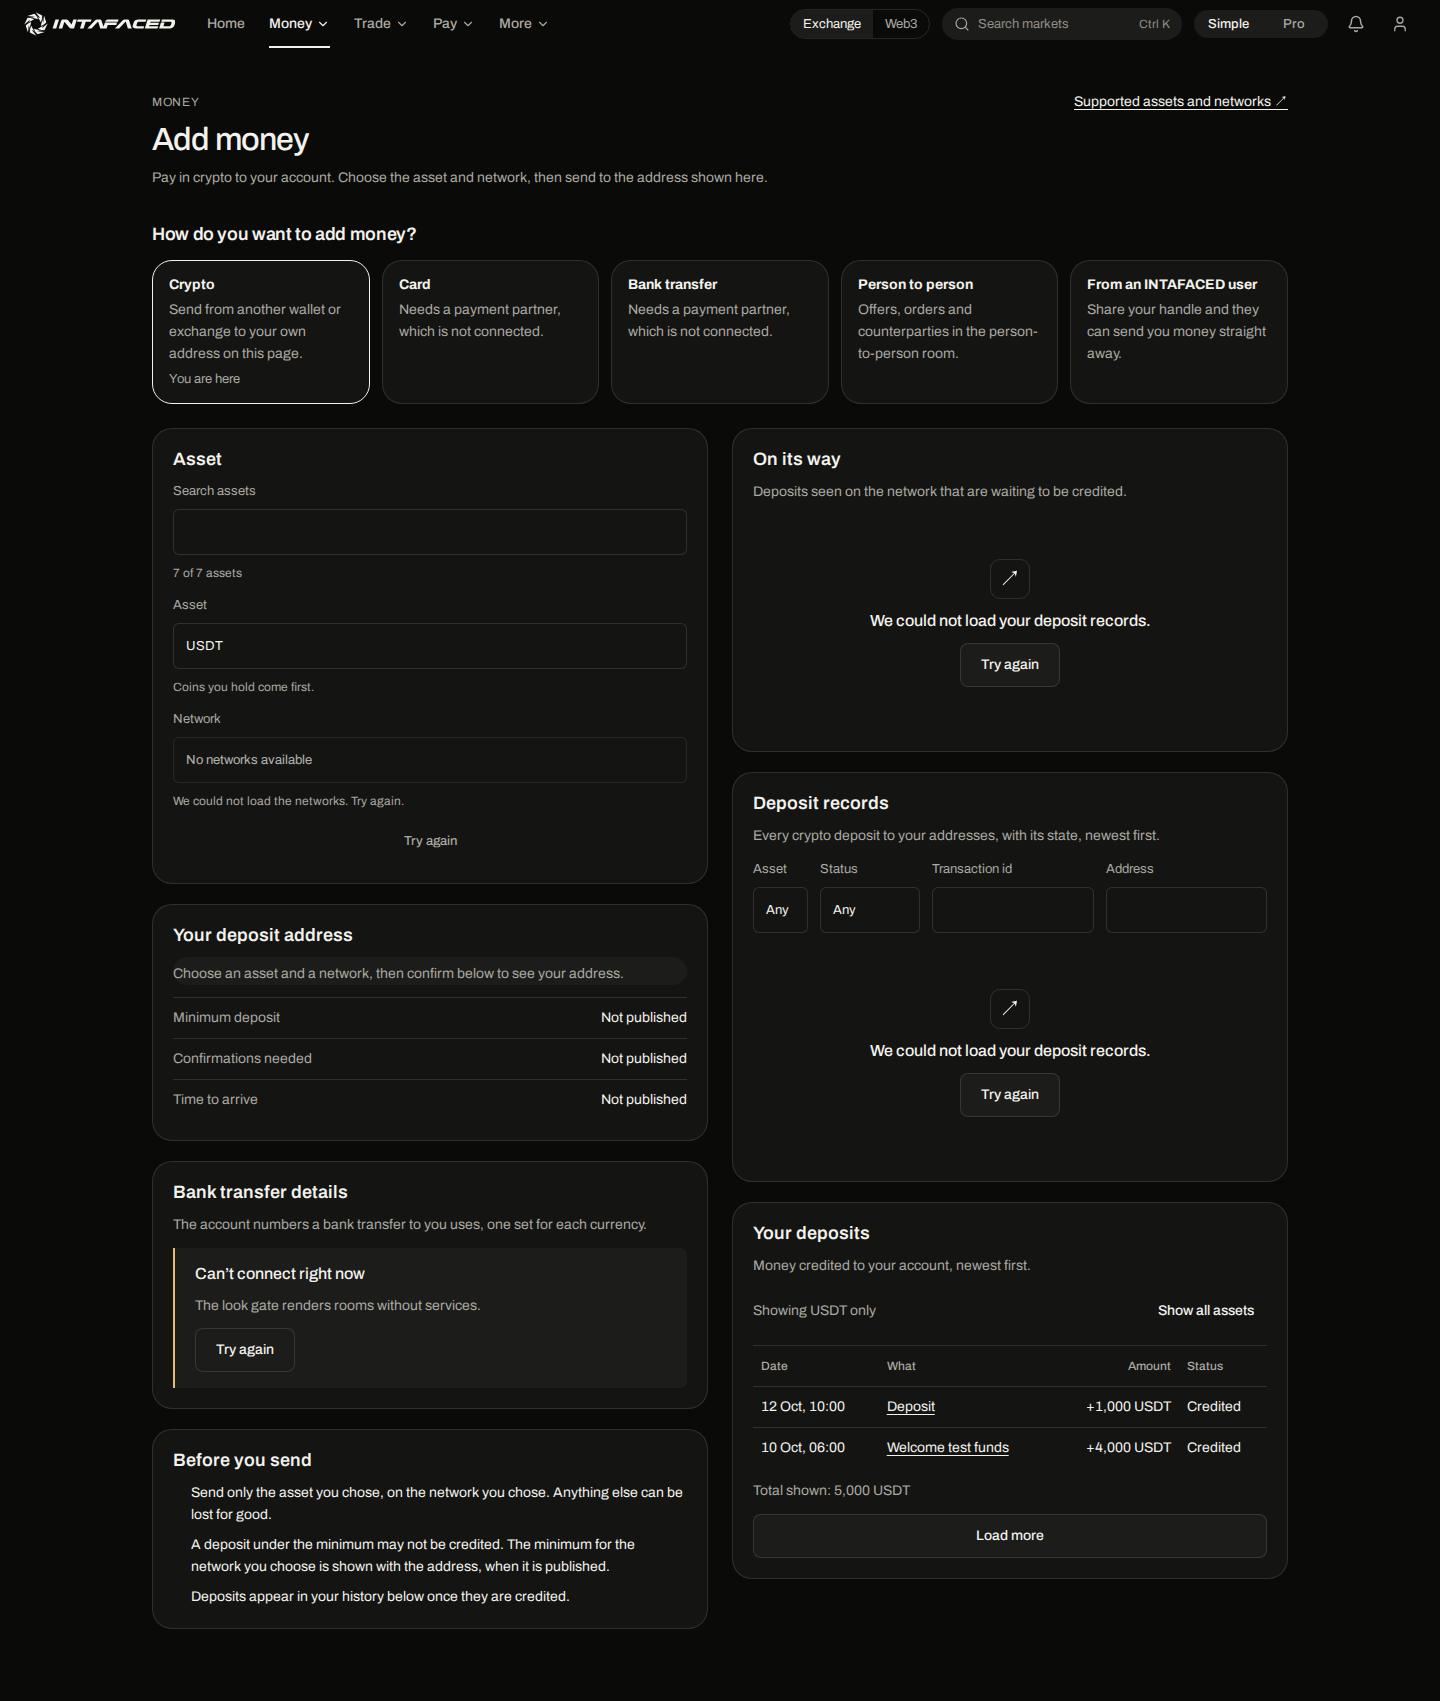 INTAFACED
Home
Money
Trade
Pay
More
Exchange
Web3
Search markets
Ctrl K
Simple
Pro
MONEY
Supported assets and networks
Add money
Pay in crypto to your account. Choose the asset and network, then send to the address shown here.
How do you want to add money?
Crypto
Send from another wallet or
exchange to your own
address on this page.
You are here
Card
Needs a payment partner,
which is not connected.
Bank transfer
Needs a payment partner,
which is not connected.
Person to person
Offers, orders and
counterparties in the person-
to-person room.
From an INTAFACED user
Share your handle and they
can send you money straight
away.
Asset
Search assets
7 of 7 assets
Asset
USDT
Coins you hold come first.
Network
No networks available
We could not load the networks. Try again.
Try again
Your deposit address
Choose an asset and a network, then confirm below to see your address.
Minimum deposit
Not published
Confirmations needed
Not published
Time to arrive
Not published
Bank transfer details
The account numbers a bank transfer to you uses, one set for each currency.
Can't connect right now
The look gate renders rooms without services.
Try again
Before you send
Send only the asset you chose, on the network you chose. Anything else can be
lost for good.
A deposit under the minimum may not be credited. The minimum for the
network you choose is shown with the address, when it is published.
Deposits appear in your history below once they are credited.
On its way
Deposits seen on the network that are waiting to be credited.
We could not load your deposit records.
Try again
Deposit records
Every crypto deposit to your addresses, with its state, newest first.
Asset
Status
Transaction id
Address
Any
Any
We could not load your deposit records.
Try again
Your deposits
Money credited to your account, newest first.
Showing USDT only
Show all assets
Date
What
Amount
Status
12 Oct, 10:00
Deposit
+1,000 USDT
Credited
10 Oct, 06:00
Welcome test funds
+4,000 USDT
Credited
Total shown: 5,000 USDT
Load more